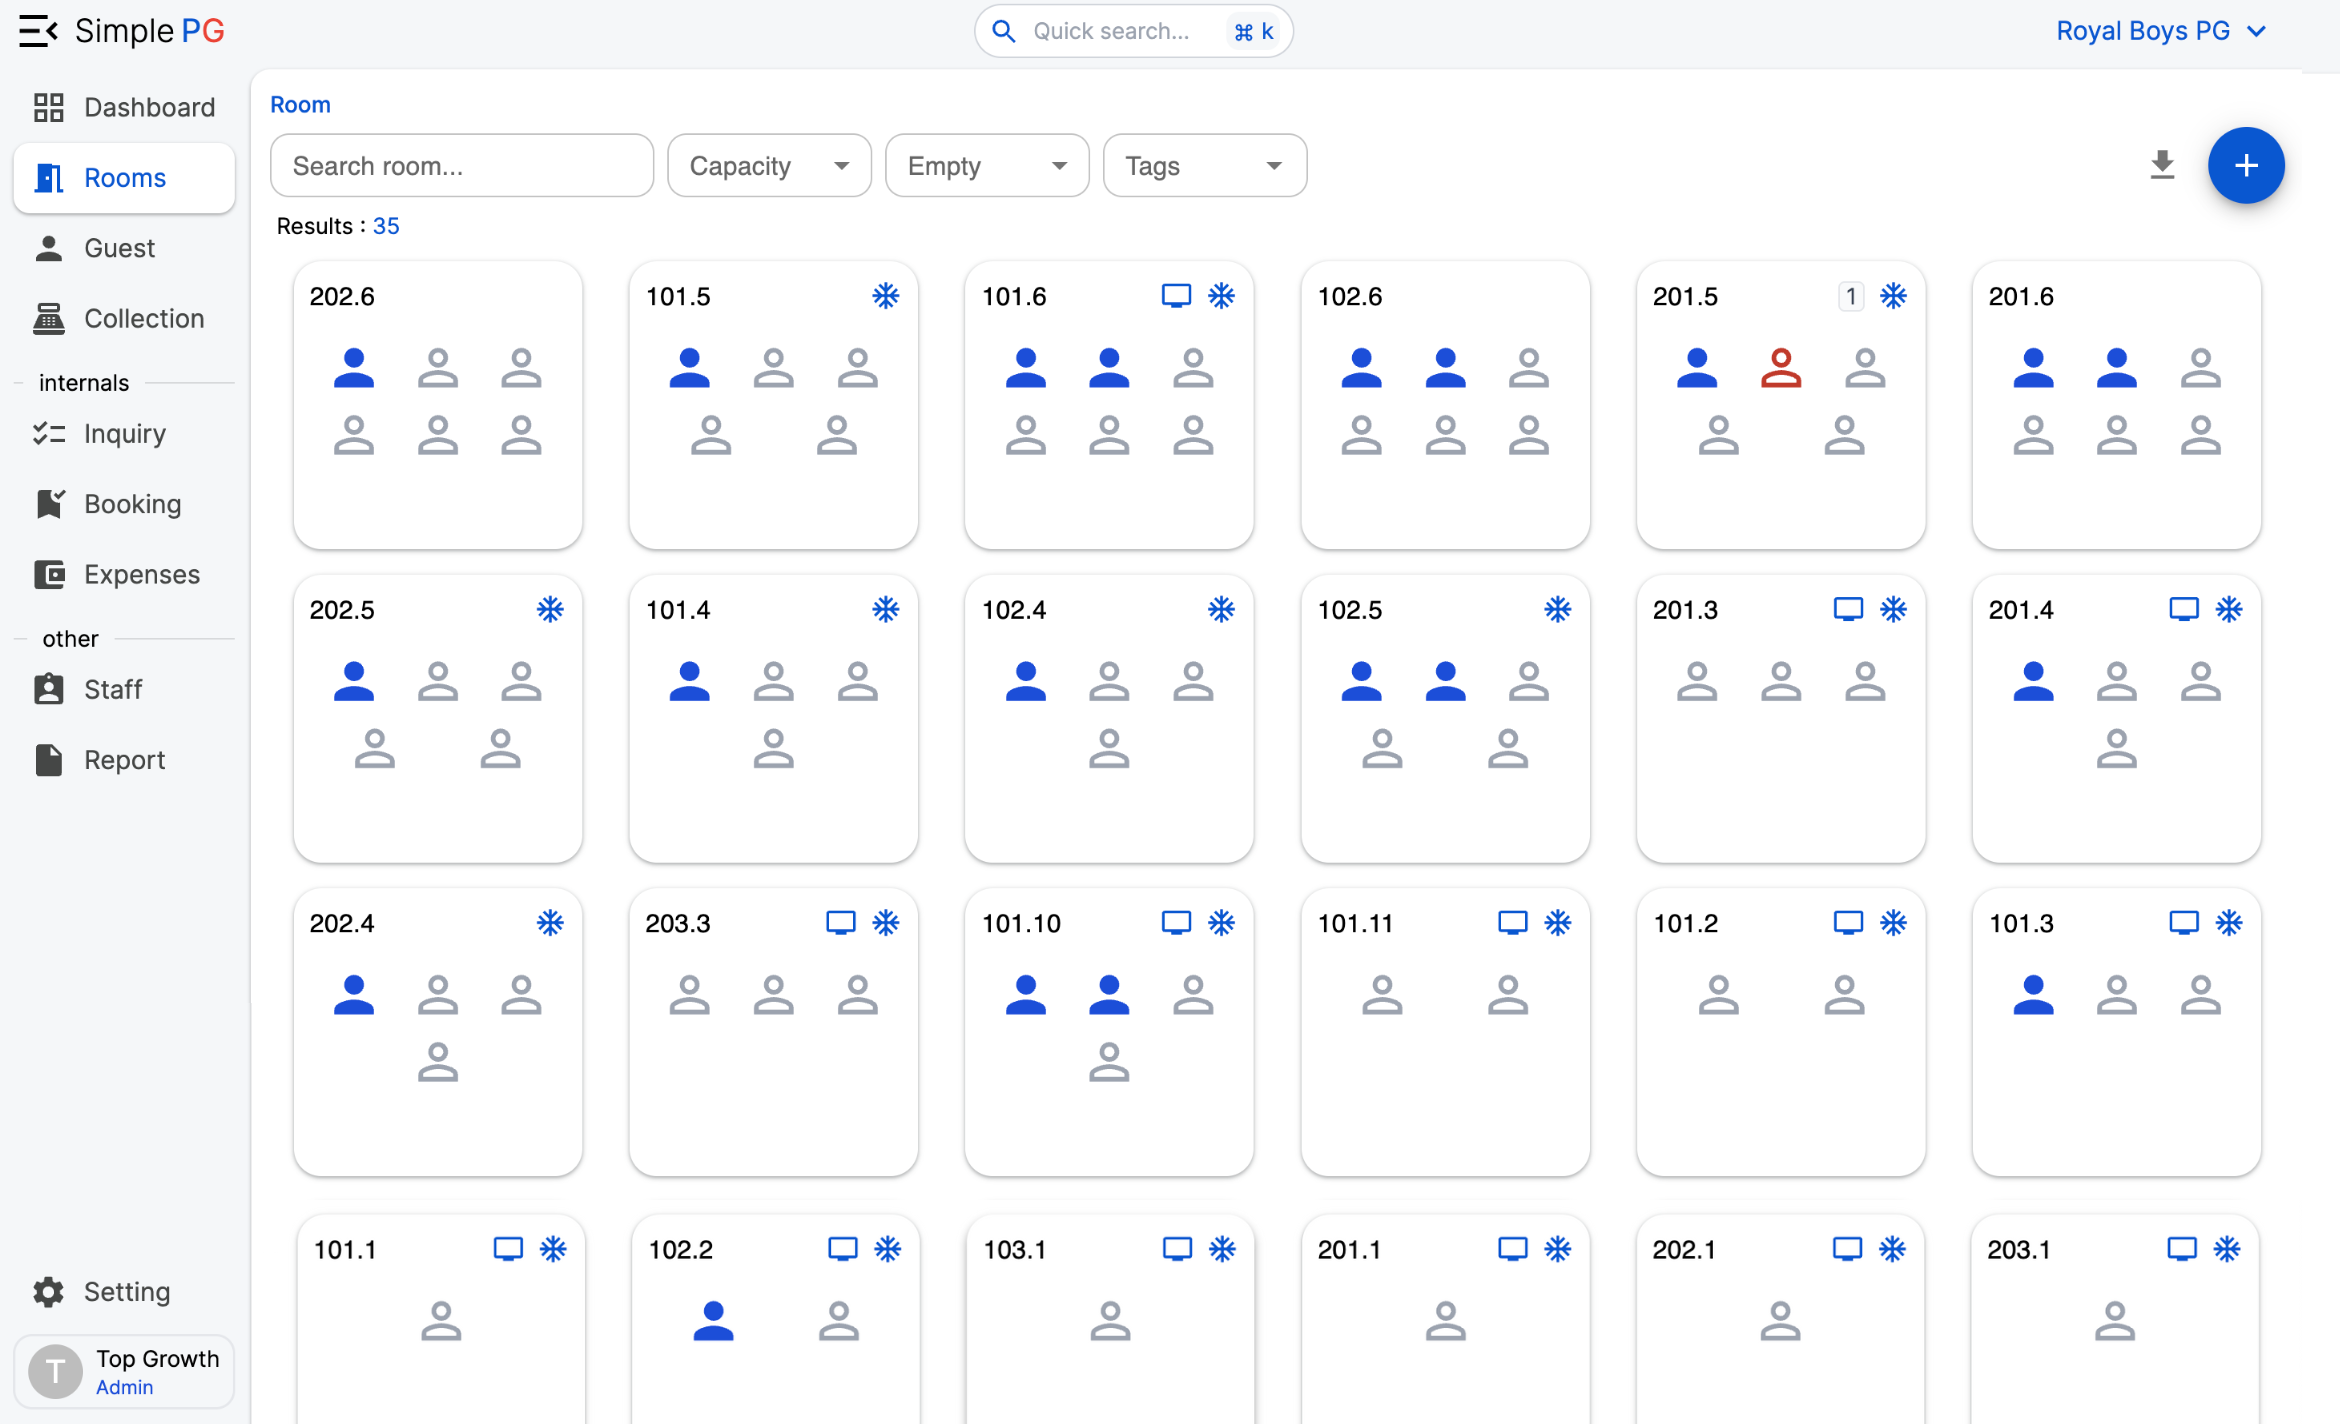 Simple PG
Quick search...
⌘ k
Royal Boys PG
Dashboard
Rooms
Guest
Collection
internals
Inquiry
Booking
Expenses
other
Staff
Report
Setting
T
Top Growth
Admin
Room
Search room...
Capacity
Empty
Tags
+
Results : 35
202.6
101.5
101.6
102.6
201.5
1
201.6
202.5
101.4
102.4
102.5
201.3
201.4
202.4
203.3
101.10
101.11
101.2
101.3
101.1
102.2
103.1
201.1
202.1
203.1